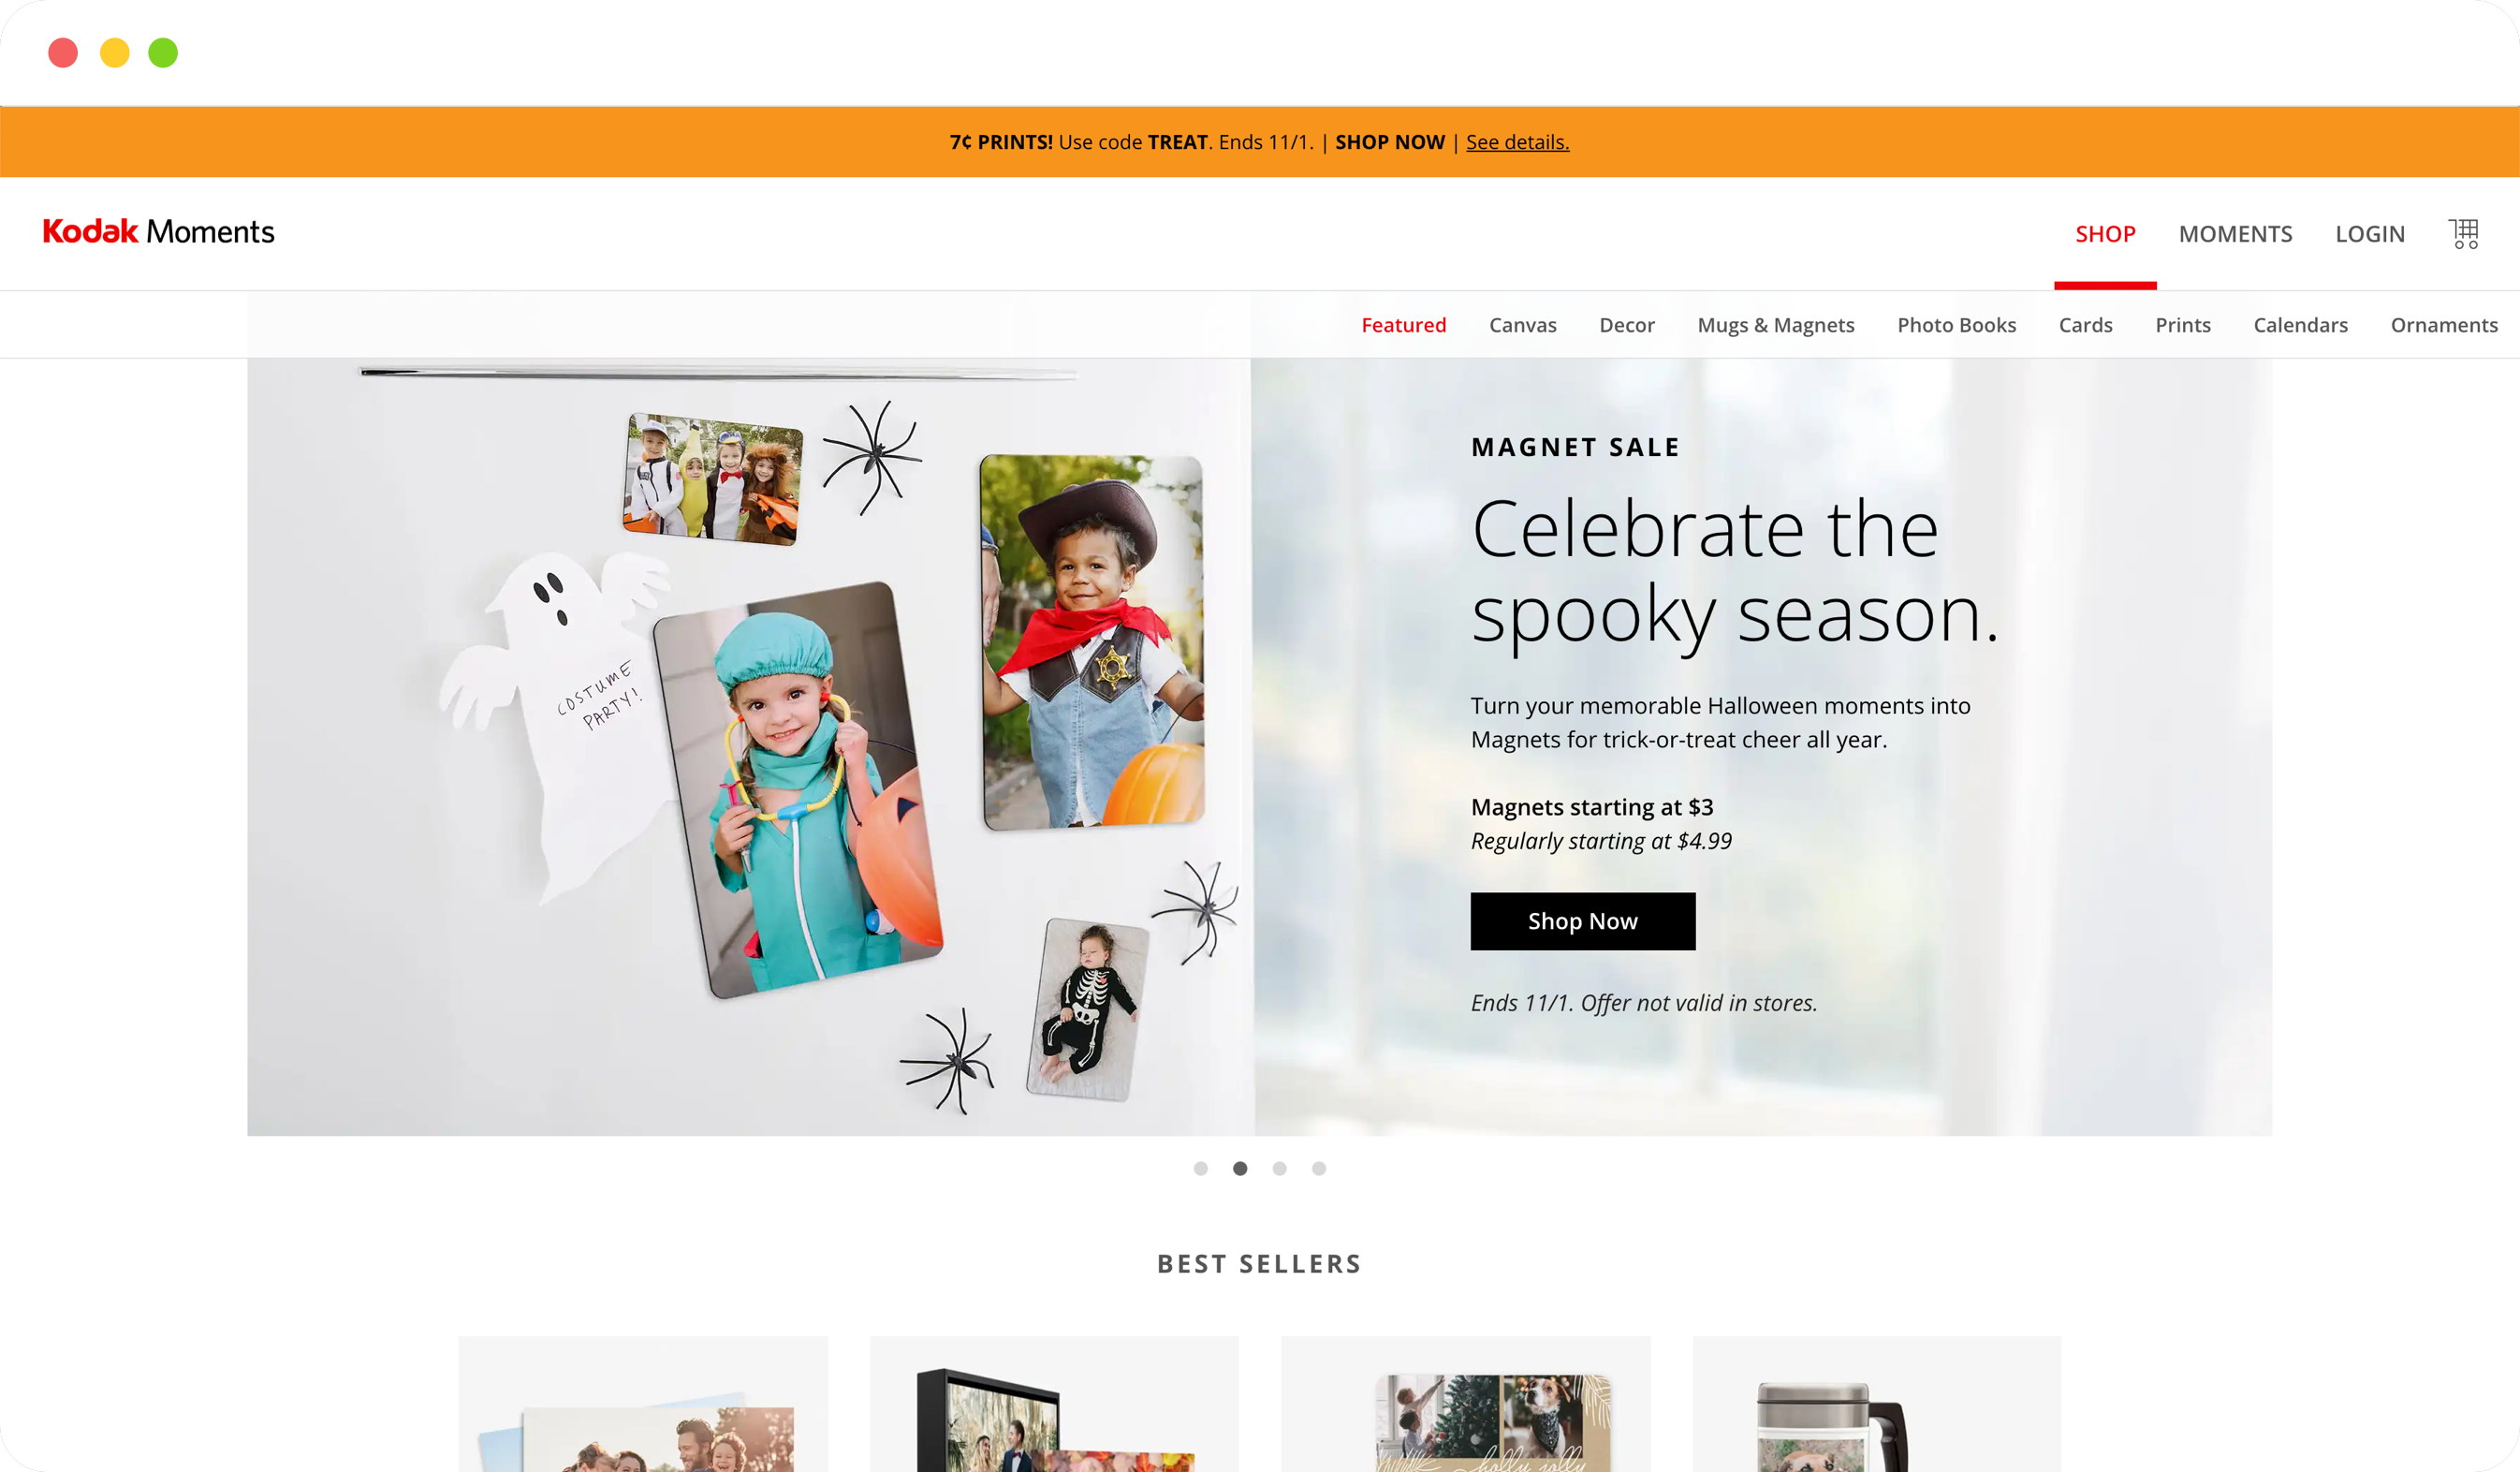 7¢ PRINTS! Use code TREAT. Ends 11/1. | SHOP NOW | See details.
Kodak Moments
SHOP MOMENTS LOGIN
Featured Canvas Decor Mugs & Magnets Photo Books Cards Prints Calendars Ornaments
COSTUME
PARTY!
MAGNET SALE
Celebrate the
spooky season.
Turn your memorable Halloween moments into
Magnets for trick-or-treat cheer all year.
Magnets starting at $3
Regularly starting at $4.99
Shop Now
Ends 11/1. Offer not valid in stores.
BEST SELLERS
holly jolly